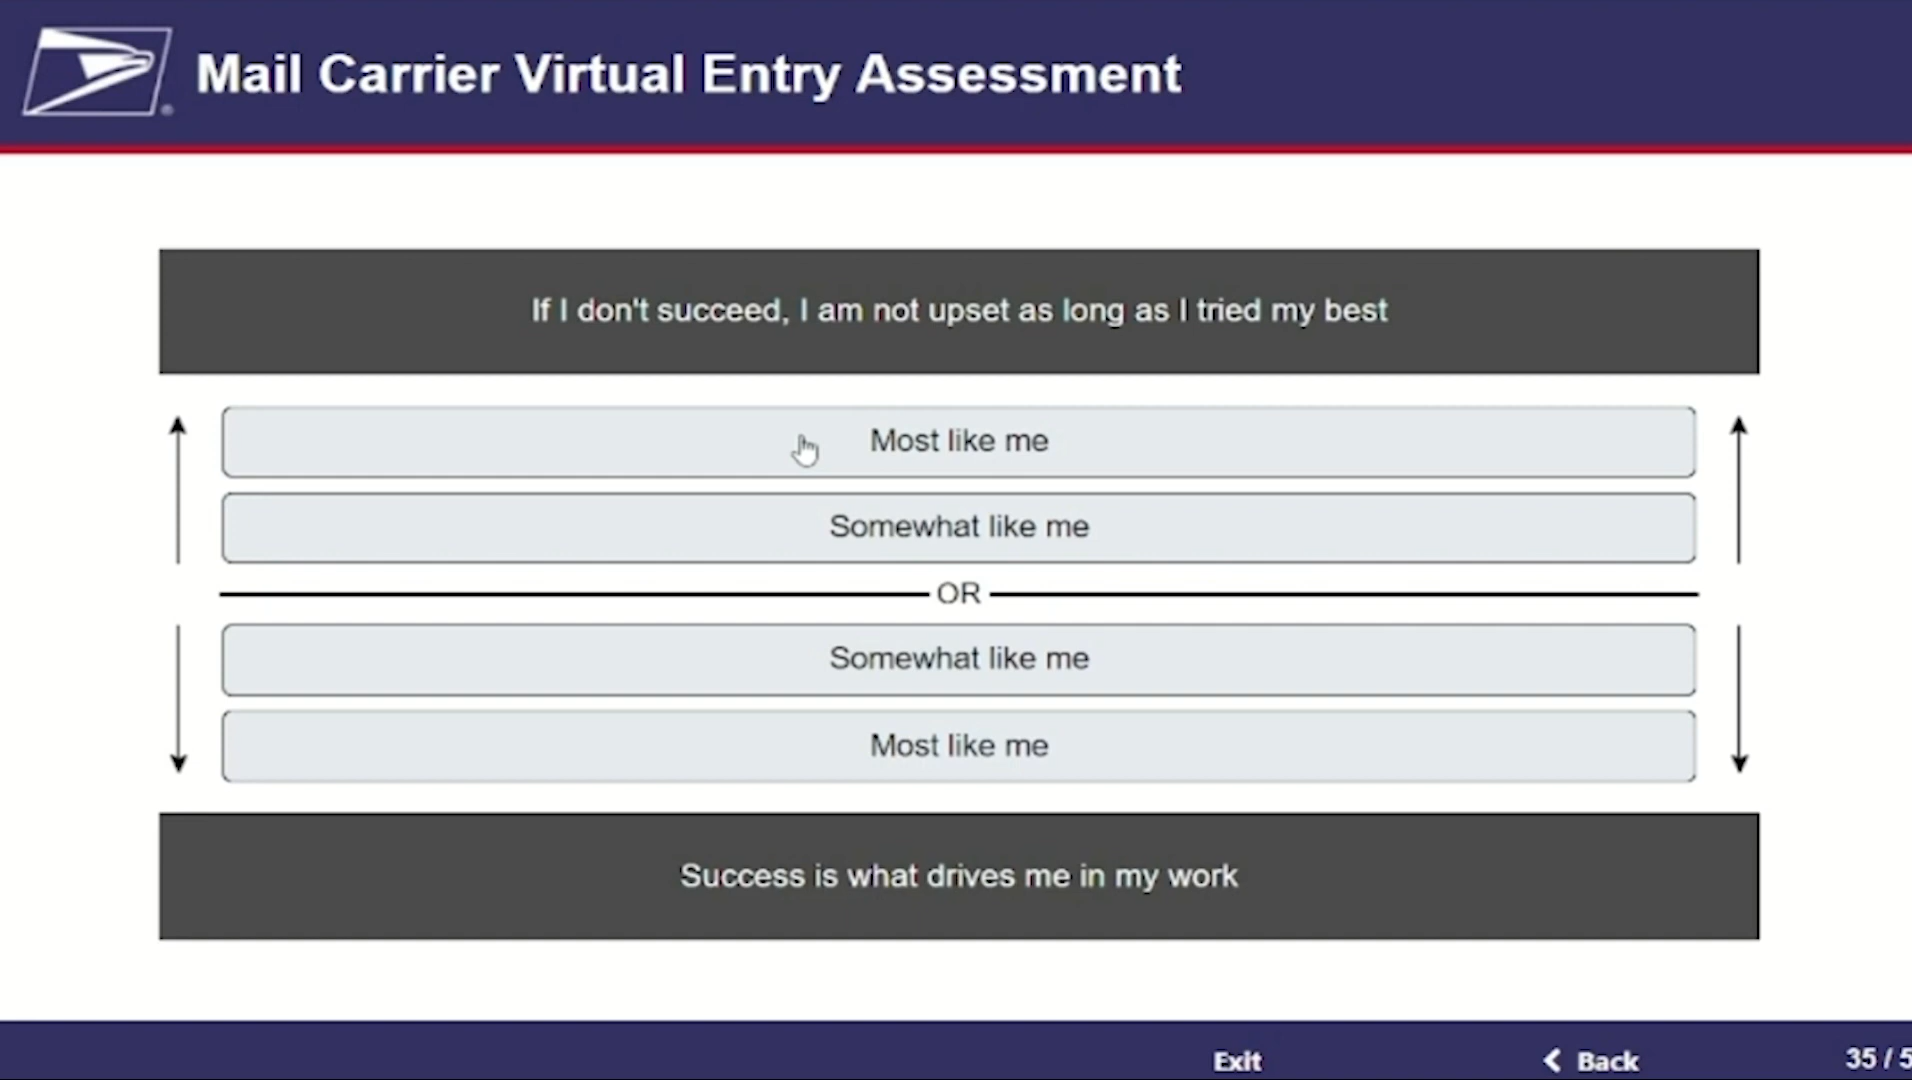 Mail Carrier Virtual Entry Assessment
If I don't succeed, I am not upset as long as I tried my best
Most like me
Somewhat like me
OR
Somewhat like me
Most like me
Success is what drives me in my work
Exit
Back
35 / 5